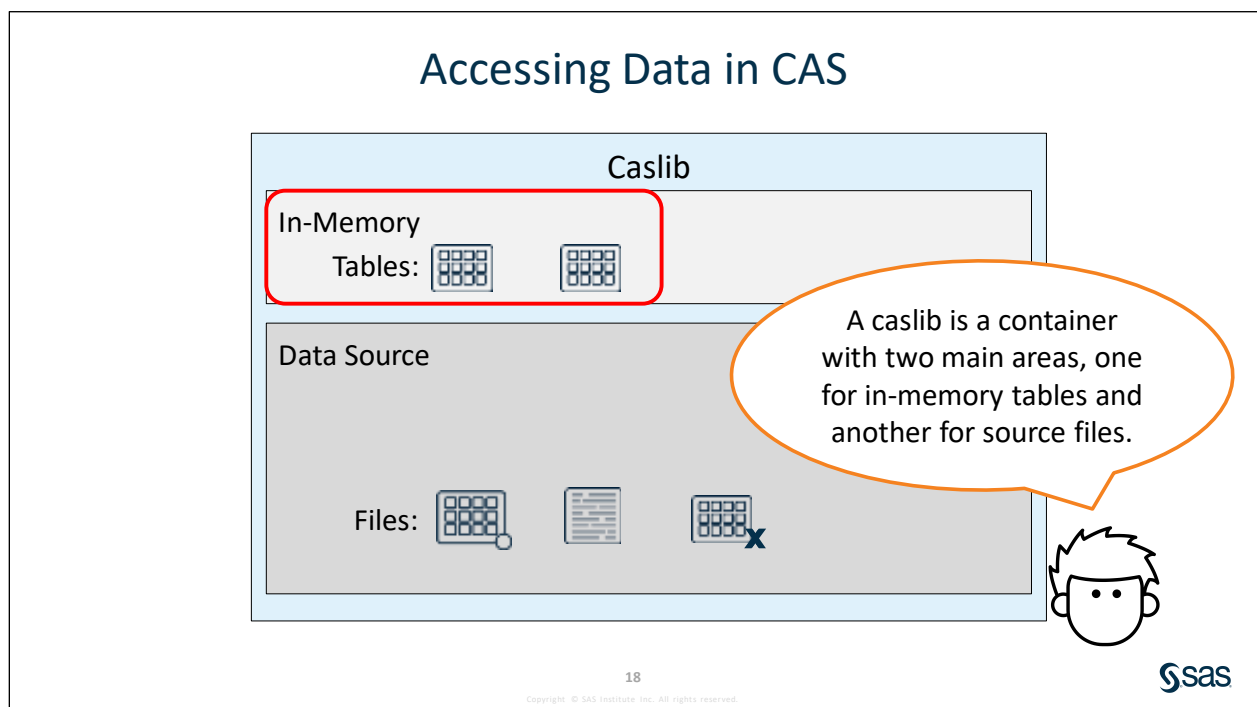 Accessing Data in CAS
Caslib
In-Memory
Tables:
Data Source
Files:
x
A caslib is a container
with two main areas, one
for in-memory tables and
another for source files.
18
Copyright © SAS Institute Inc. All rights reserved.
sas